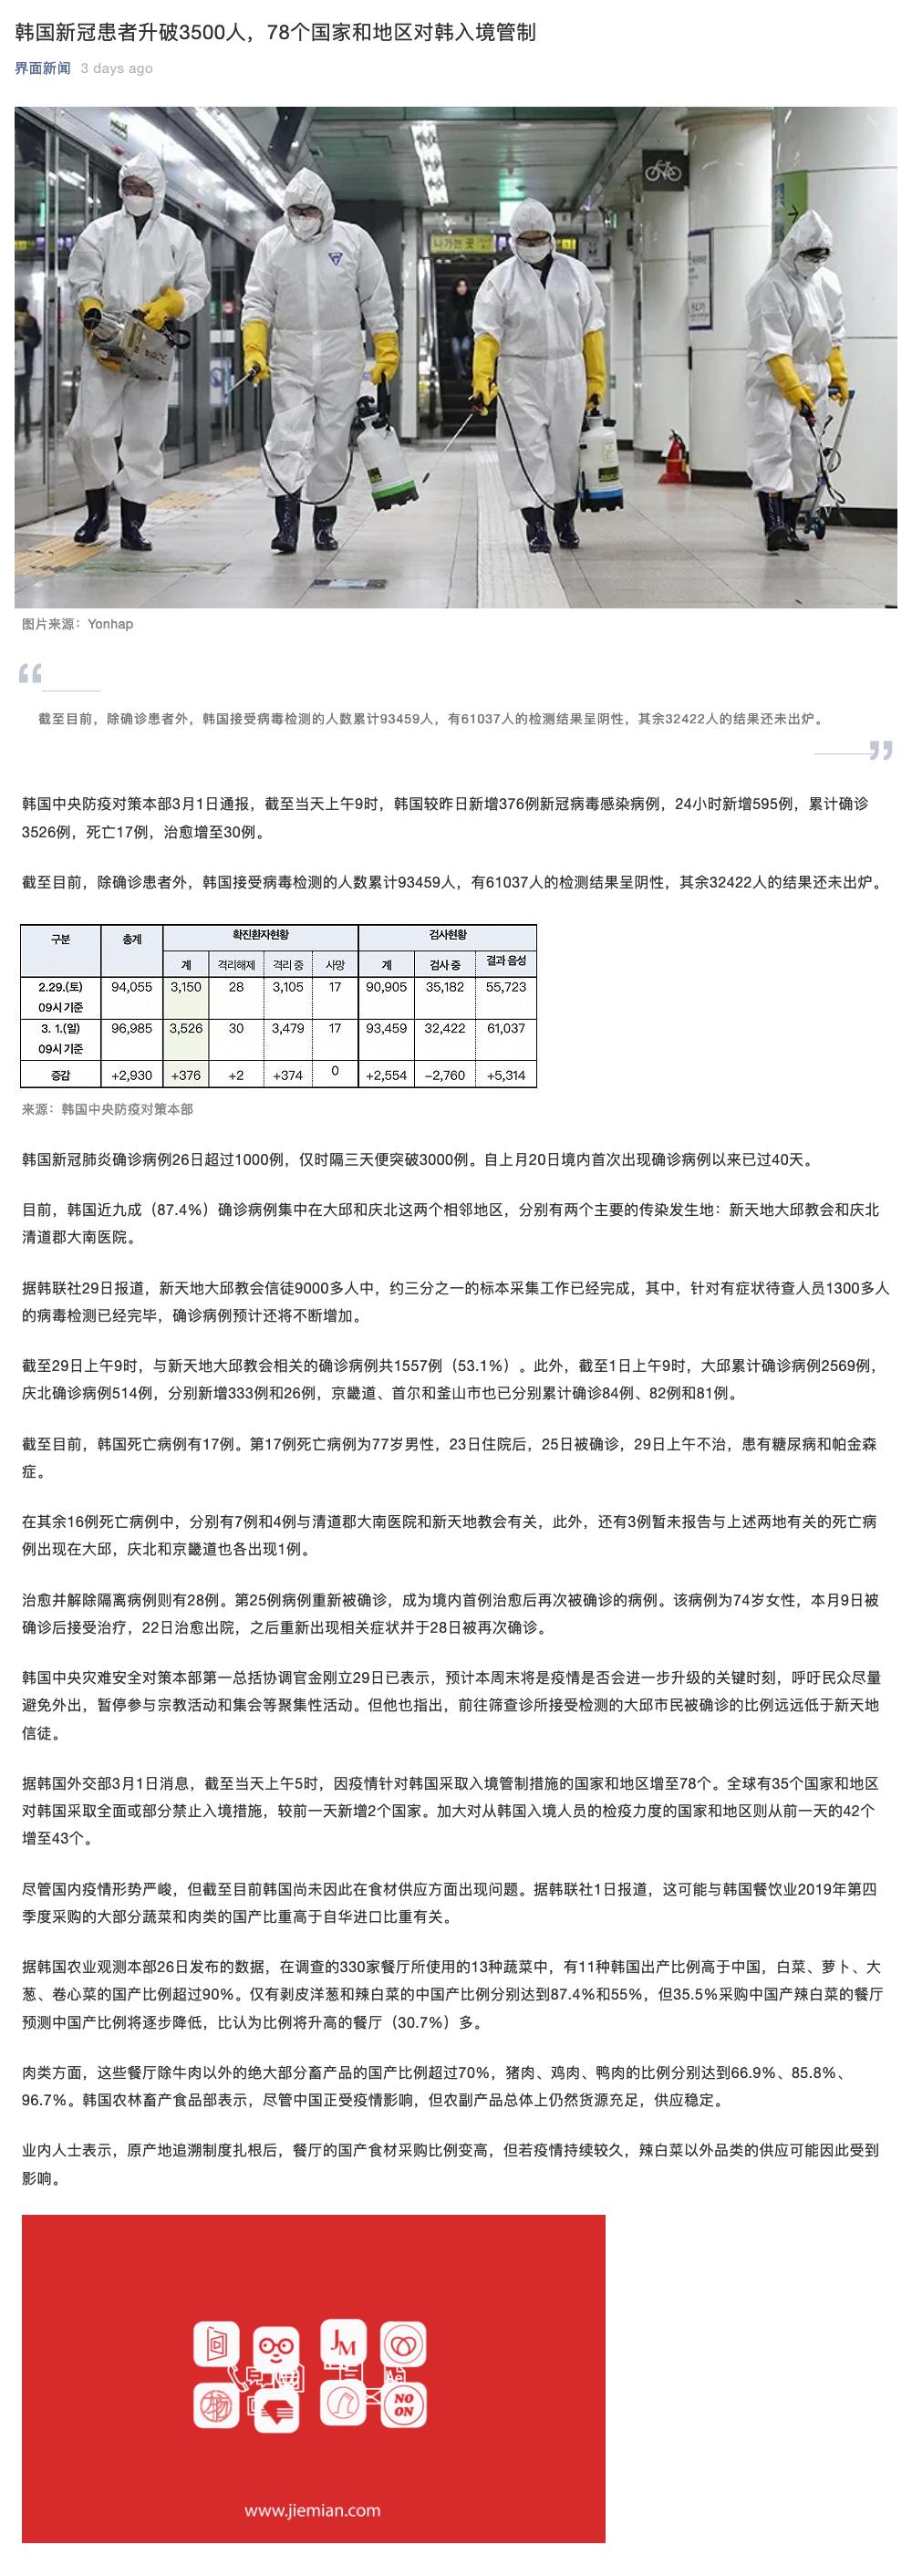 韩国新冠患者升破3500人，78个国家和地区对韩入境管制
界面新闻 3 days ago
나가는 곳
图片来源：Yonhap
“
截至目前，除确诊患者外，韩国接受病毒检测的人数累计93459人，有61037人的检测结果呈阴性，其余32422人的结果还未出炉。
”
韩国中央防疫对策本部3月1日通报，截至当天上午9时，韩国较昨日新增376例新冠病毒感染病例，24小时新增595例，累计确诊
3526例，死亡17例，治愈增至30例。
截至目前，除确诊患者外，韩国接受病毒检测的人数累计93459人，有61037人的检测结果呈阴性，其余32422人的结果还未出炉。
구분 총계 확진환자현황 검사현황
계 격리해제 격리 중 사망 계 검사 중 결과 음성
2.29.(토) 94,055 3,150 28 3,105 17 90,905 35,182 55,723
09시 기준
3. 1.(일) 96,985 3,526 30 3,479 17 93,459 32,422 61,037
09시 기준
증감 +2,930 +376 +2 +374 0 +2,554 −2,760 +5,314
来源：韩国中央防疫对策本部
韩国新冠肺炎确诊病例26日超过1000例，仅时隔三天便突破3000例。自上月20日境内首次出现确诊病例以来已过40天。
目前，韩国近九成（87.4%）确诊病例集中在大邱和庆北这两个相邻地区，分别有两个主要的传染发生地：新天地大邱教会和庆北
清道郡大南医院。
据韩联社29日报道，新天地大邱教会信徒9000多人中，约三分之一的标本采集工作已经完成，其中，针对有症状待查人员1300多人
的病毒检测已经完毕，确诊病例预计还将不断增加。
截至29日上午9时，与新天地大邱教会相关的确诊病例共1557例（53.1%）。此外，截至1日上午9时，大邱累计确诊病例2569例，
庆北确诊病例514例，分别新增333例和26例，京畿道、首尔和釜山市也已分别累计确诊84例、82例和81例。
截至目前，韩国死亡病例有17例。第17例死亡病例为77岁男性，23日住院后，25日被确诊，29日上午不治，患有糖尿病和帕金森
症。
在其余16例死亡病例中，分别有7例和4例与清道郡大南医院和新天地教会有关，此外，还有3例暂未报告与上述两地有关的死亡病
例出现在大邱，庆北和京畿道也各出现1例。
治愈并解除隔离病例则有28例。第25例病例重新被确诊，成为境内首例治愈后再次被确诊的病例。该病例为74岁女性，本月9日被
确诊后接受治疗，22日治愈出院，之后重新出现相关症状并于28日被再次确诊。
韩国中央灾难安全对策本部第一总括协调官金刚立29日已表示，预计本周末将是疫情是否会进一步升级的关键时刻，呼吁民众尽量
避免外出，暂停参与宗教活动和集会等聚集性活动。但他也指出，前往筛查诊所接受检测的大邱市民被确诊的比例远远低于新天地
信徒。
据韩国外交部3月1日消息，截至当天上午5时，因疫情针对韩国采取入境管制措施的国家和地区增至78个。全球有35个国家和地区
对韩国采取全面或部分禁止入境措施，较前一天新增2个国家。加大对从韩国入境人员的检疫力度的国家和地区则从前一天的42个
增至43个。
尽管国内疫情形势严峻，但截至目前韩国尚未因此在食材供应方面出现问题。据韩联社1日报道，这可能与韩国餐饮业2019年第四
季度采购的大部分蔬菜和肉类的国产比重高于自华进口比重有关。
据韩国农业观测本部26日发布的数据，在调查的330家餐厅所使用的13种蔬菜中，有11种韩国出产比例高于中国，白菜、萝卜、大
葱、卷心菜的国产比例超过90%。仅有剥皮洋葱和辣白菜的中国产比例分别达到87.4%和55%，但35.5%采购中国产辣白菜的餐厅
预测中国产比例将逐步降低，比认为比例将升高的餐厅（30.7%）多。
肉类方面，这些餐厅除牛肉以外的绝大部分畜产品的国产比例超过70%，猪肉、鸡肉、鸭肉的比例分别达到66.9%、85.8%、
96.7%。韩国农林畜产食品部表示，尽管中国正受疫情影响，但农副产品总体上仍然货源充足，供应稳定。
业内人士表示，原产地追溯制度扎根后，餐厅的国产食材采购比例变高，但若疫情持续较久，辣白菜以外品类的供应可能因此受到
影响。
JM
Ae
NO
ON
www.jiemian.com